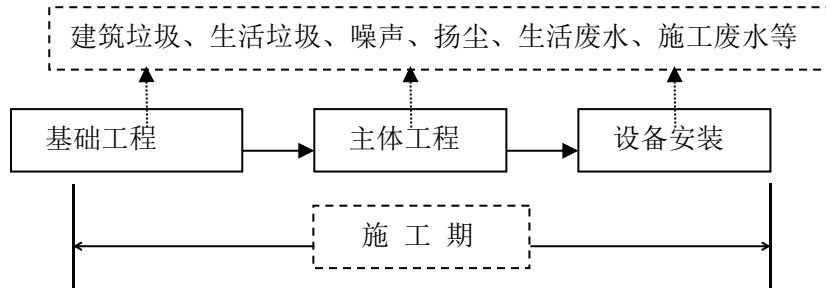 建筑垃圾、生活垃圾、噪声、扬尘、生活废水、施工废水等
基础工程
主体工程
设备安装
施 工 期